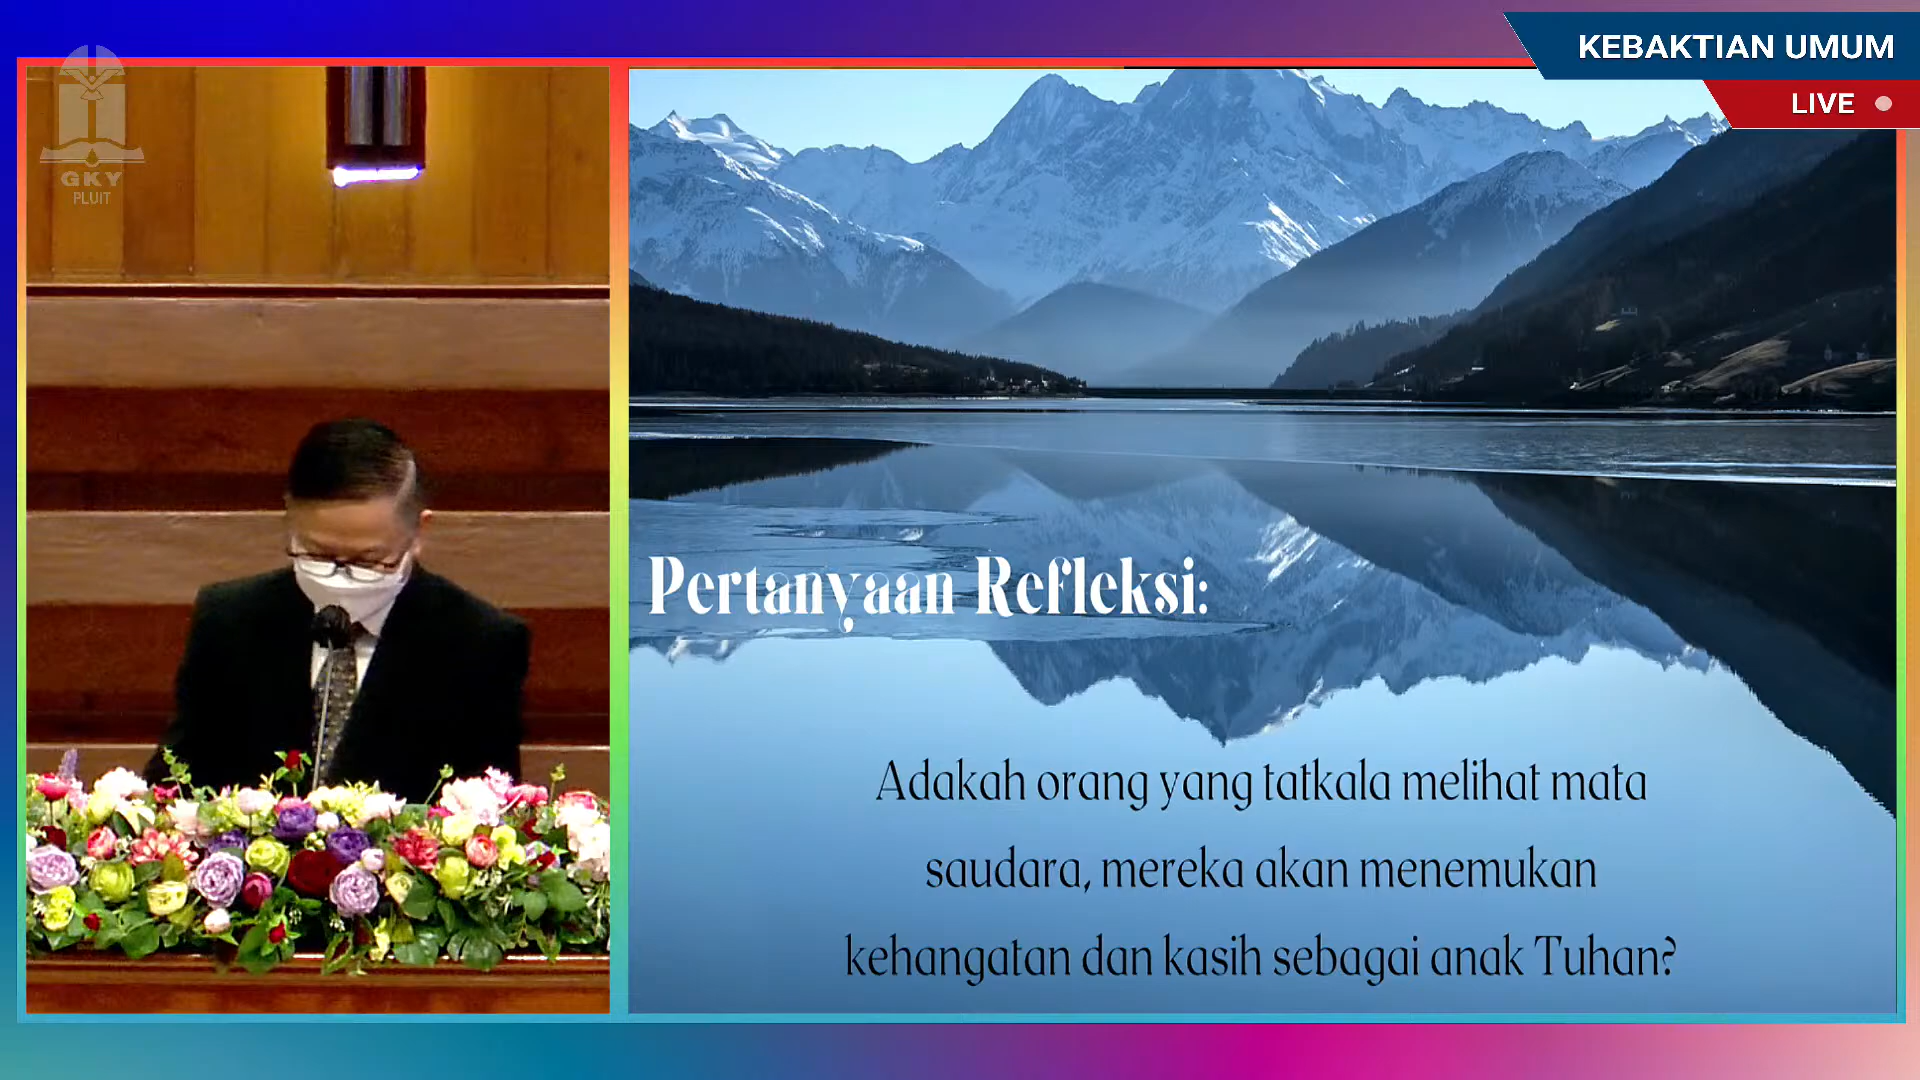 KEBAKTIAN UMUM
LIVE
GKY
PLUIT
Pertanyaan Refleksi:
Adakah orang yang tatkala melihat mata
saudara, mereka akan menemukan
kehangatan dan kasih sebagai anak Tuhan?